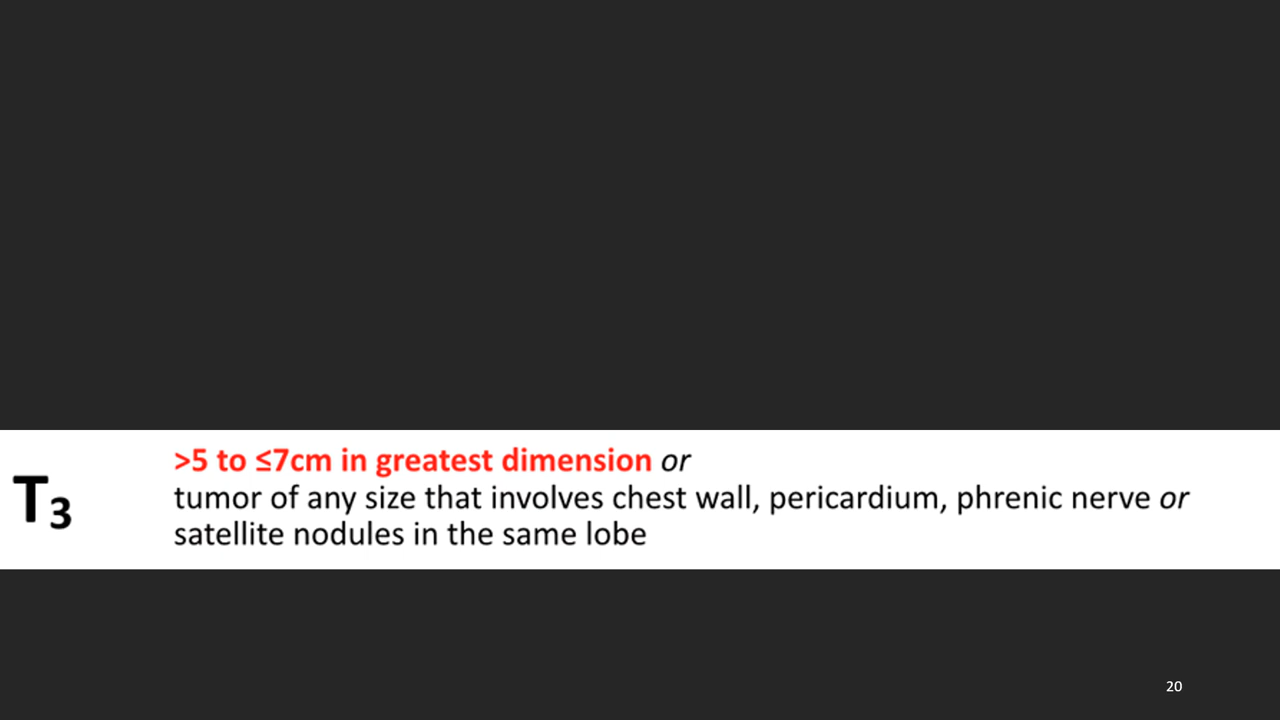 T3
>5 to ≤7cm in greatest dimension or
tumor of any size that involves chest wall, pericardium, phrenic nerve or
satellite nodules in the same lobe
20